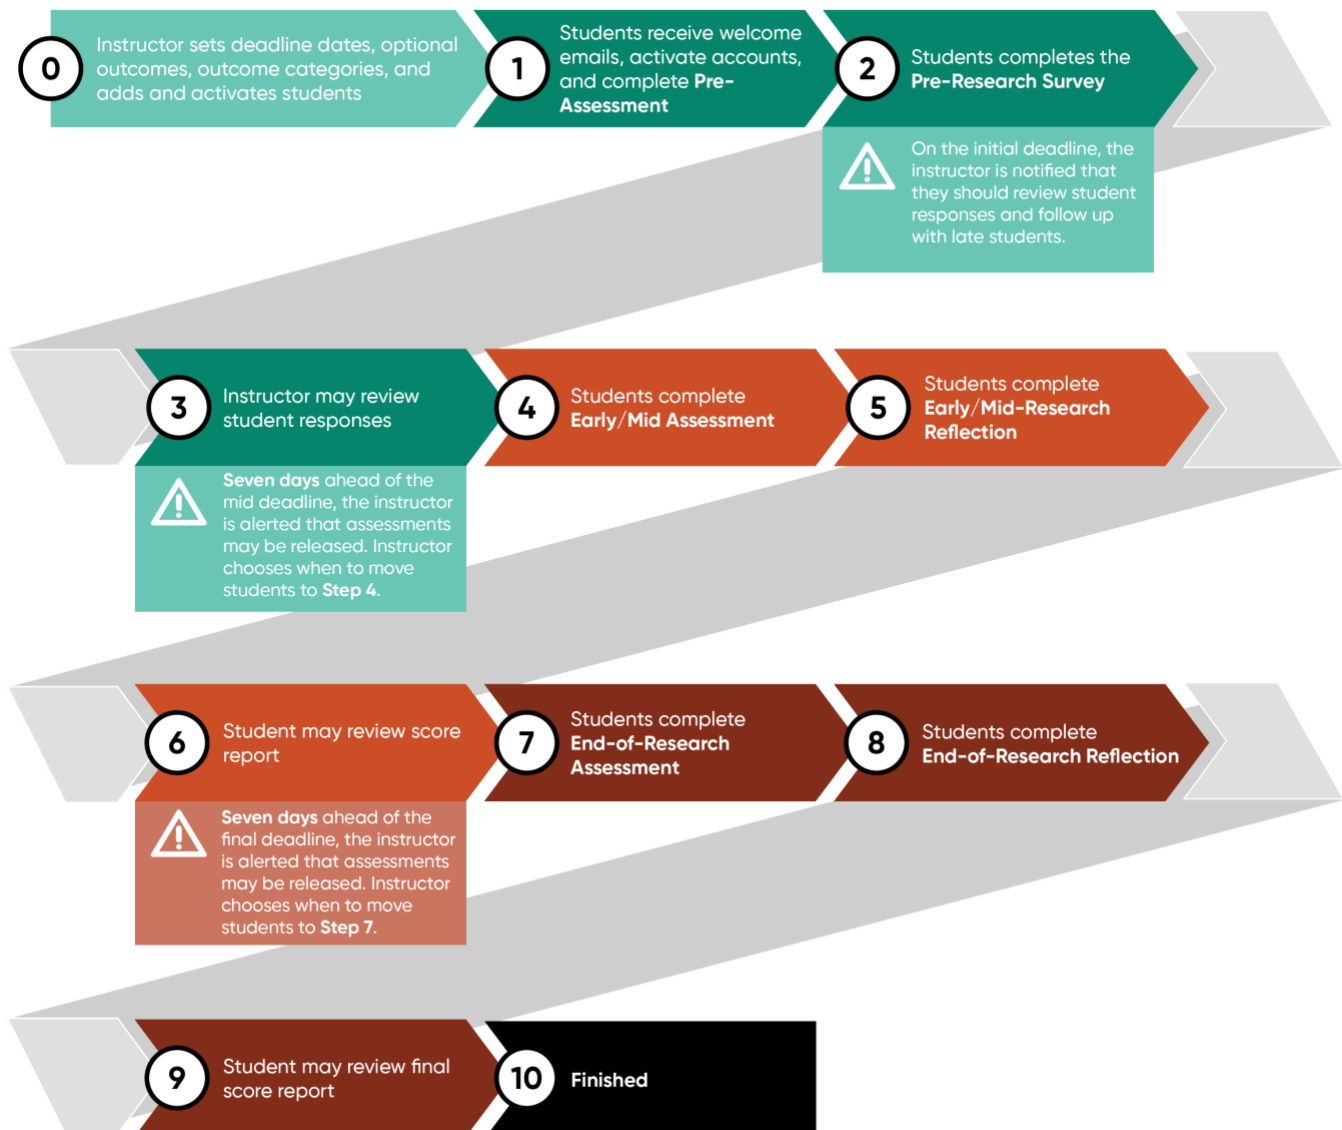 0
Instructor sets deadline dates, optional
outcomes, outcome categories, and
adds and activates students
1
Students receive welcome
emails, activate accounts,
and complete Pre-
Assessment
2
Students completes the
Pre-Research Survey
On the initial deadline, the
instructor is notified that
they should review student
responses and follow up
with late students.
3
Instructor may review
student responses
Seven days ahead of the
mid deadline, the instructor
is alerted that assessments
may be released. Instructor
chooses when to move
students to Step 4.
4
Students complete
Early/Mid Assessment
5
Students complete
Early/Mid-Research
Reflection
6
Student may review score
report
Seven days ahead of the
final deadline, the instructor
is alerted that assessments
may be released. Instructor
chooses when to move
students to Step 7.
7
Students complete
End-of-Research
Assessment
8
Students complete
End-of-Research Reflection
9
Student may review final
score report
10
Finished